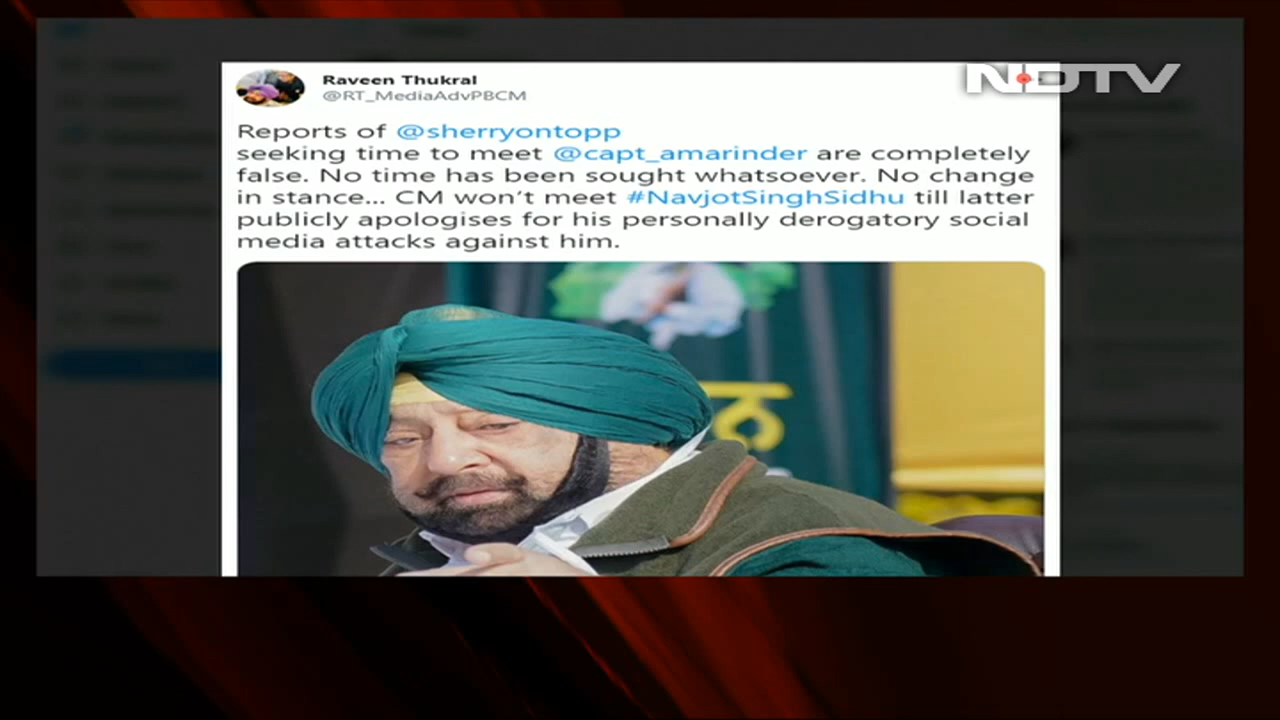 NDTV
Raveen Thukral
@RT_MediaAdvPBCM
Reports of @sherryontopp
seeking time to meet @capt_amarinder are completely
false. No time has been sought whatsoever. No change
in stance... CM won't meet #NavjotSinghSidhu till latter
publicly apologises for his personally derogatory social
media attacks against him.